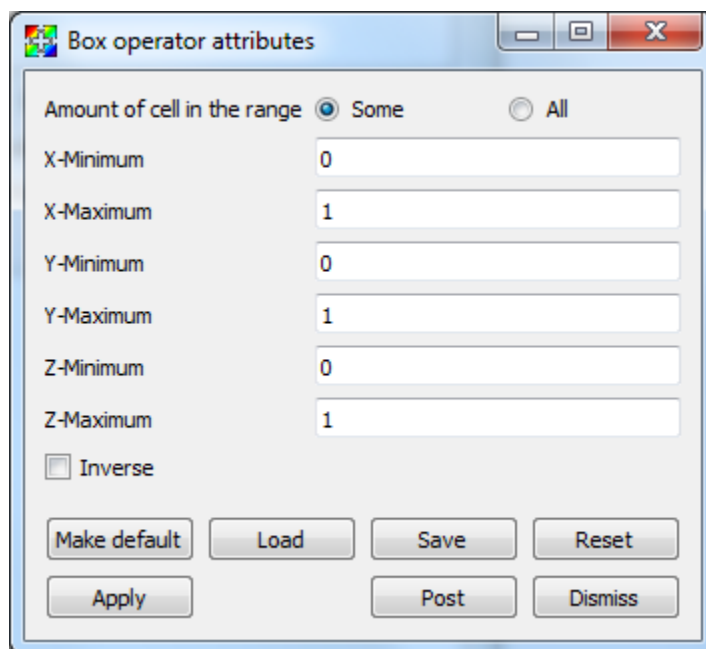 Box operator attributes
Amount of cell in the range Some All
X-Minimum 0
X-Maximum 1
Y-Minimum 0
Y-Maximum 1
Z-Minimum 0
Z-Maximum 1
Inverse
Make default Load Save Reset
Apply Post Dismiss